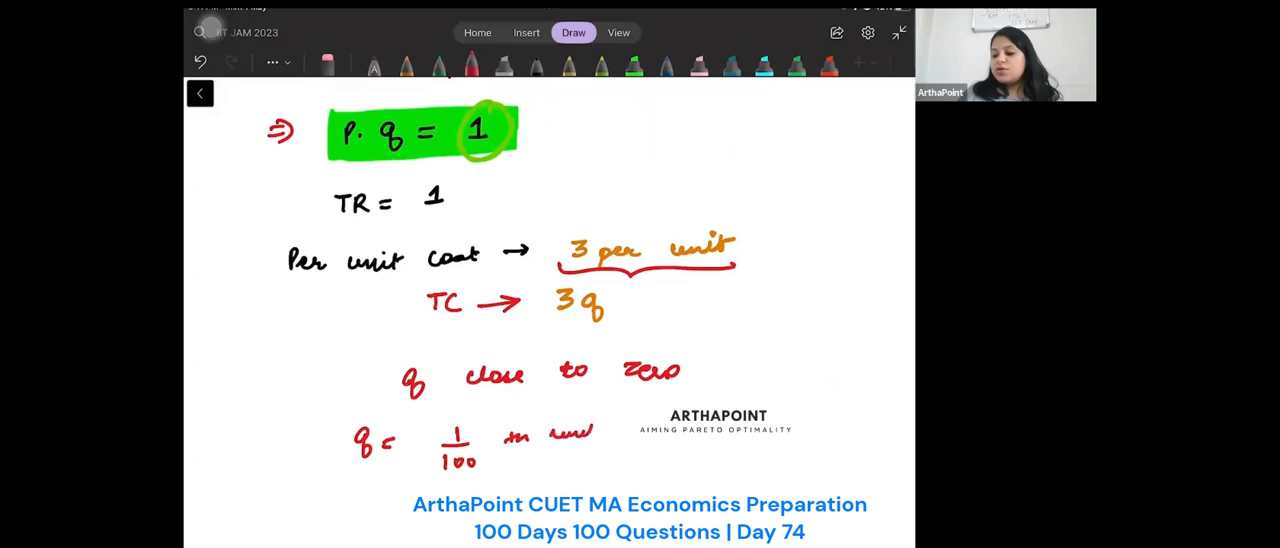 IIT JAM 2023
Home Insert Draw View
ArthaPoint
⇒ P. q = 1
TR = 1
Per unit cost → 3 per unit
TC → 3q
q close to zero
q = 1/100
ARTHAPOINT
AIMING PARETO OPTIMALITY
ArthaPoint CUET MA Economics Preparation
100 Days 100 Questions | Day 74